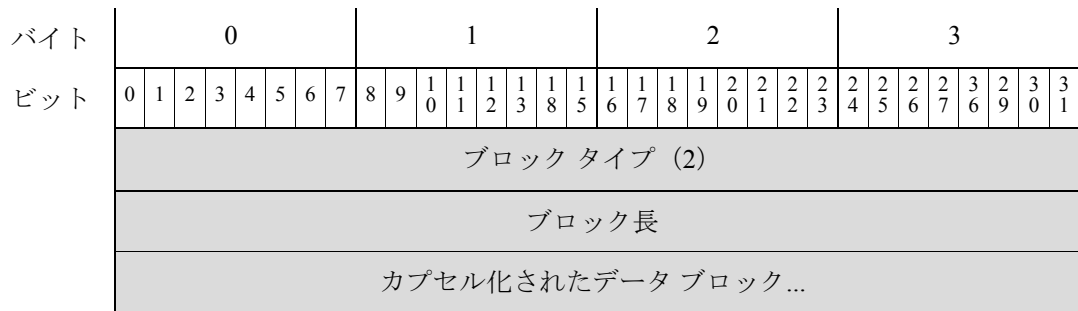 バイト 0 1 2 3
ビット 0 1 2 3 4 5 6 7 8 9 10 11 12 13 18 15 16 17 18 19 20 21 22 23 24 25 26 27 36 29 30 31
ブロック タイプ (2)
ブロック長
カプセル化されたデータ ブロック...